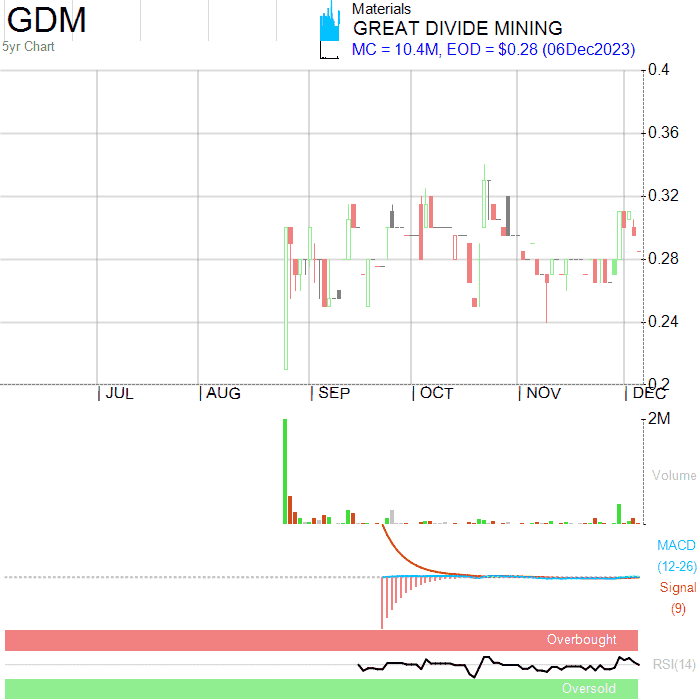 GDM
Materials
GREAT DIVIDE MINING
5yr Chart
MC = 10.4M, EOD = $0.28 (06Dec2023)
0.4
0.36
0.32
0.28
0.24
0.2
JUL AUG SEP OCT NOV DEC
2M
Volume
MACD
(12-26)
Signal
(9)
Overbought
RSI(14)
Oversold